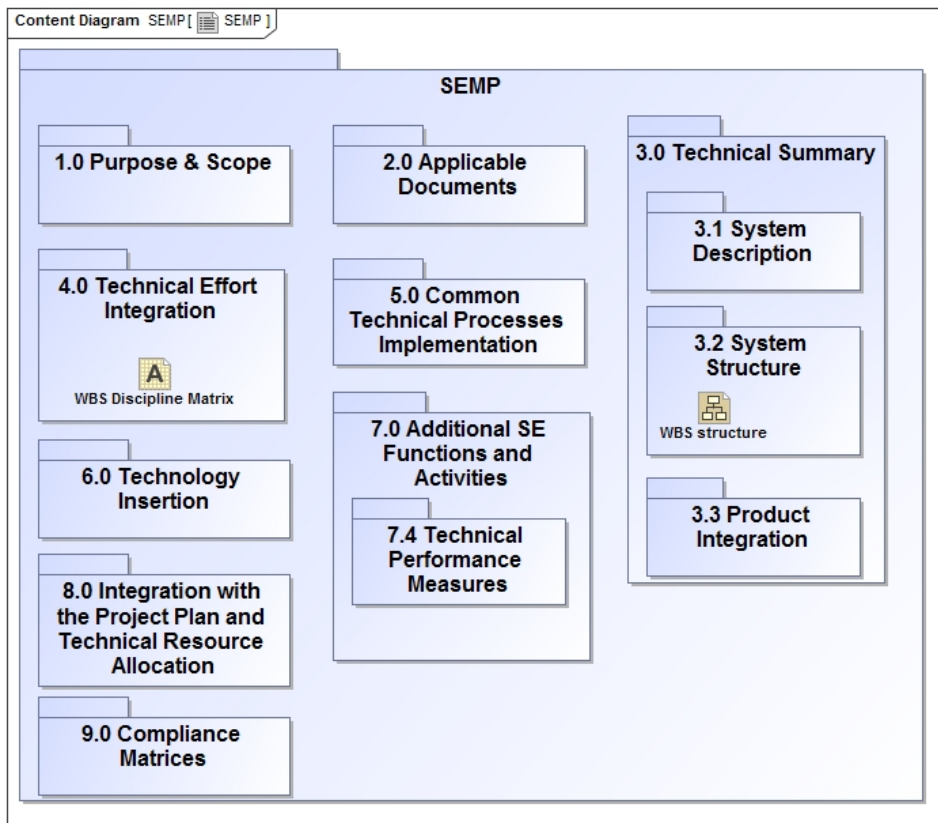 Content Diagram SEMP[ SEMP ]
SEMP
1.0 Purpose & Scope
2.0 Applicable
Documents
3.0 Technical Summary
3.1 System
Description
3.2 System
Structure
WBS structure
3.3 Product
Integration
4.0 Technical Effort
Integration
A
WBS Discipline Matrix
5.0 Common
Technical Processes
Implementation
6.0 Technology
Insertion
7.0 Additional SE
Functions and
Activities
7.4 Technical
Performance
Measures
8.0 Integration with
the Project Plan and
Technical Resource
Allocation
9.0 Compliance
Matrices